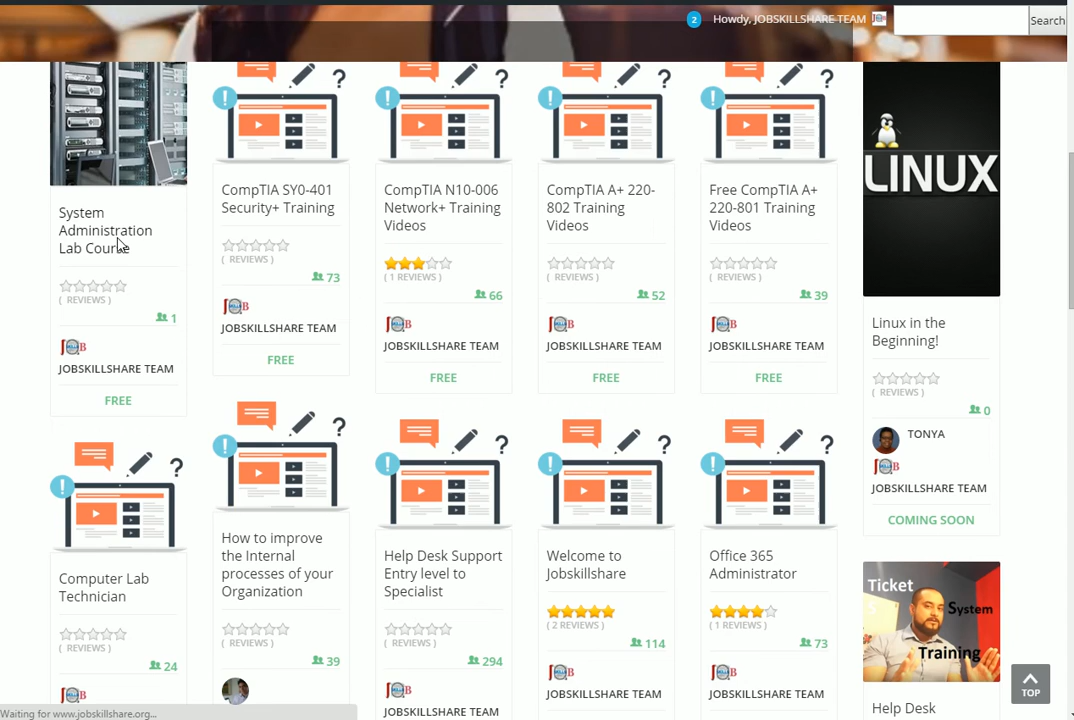 2
Howdy, JOBSKILLSHARE TEAM
Search
System
Administration
Lab Course
( REVIEWS )
1
JOBSKILLSHARE TEAM
FREE
CompTIA SY0-401
Security+ Training
( REVIEWS )
73
JOBSKILLSHARE TEAM
FREE
CompTIA N10-006
Network+ Training
Videos
( 1 REVIEWS )
66
JOBSKILLSHARE TEAM
FREE
CompTIA A+ 220-
802 Training
Videos
( REVIEWS )
52
JOBSKILLSHARE TEAM
FREE
Free CompTIA A+
220-801 Training
Videos
( REVIEWS )
39
JOBSKILLSHARE TEAM
FREE
LINUX
Linux in the
Beginning!
( REVIEWS )
0
TONYA
JOBSKILLSHARE TEAM
COMING SOON
Computer Lab
Technician
( REVIEWS )
24
How to improve
the Internal
processes of your
Organization
( REVIEWS )
39
Help Desk Support
Entry level to
Specialist
( REVIEWS )
294
JOBSKILLSHARE TEAM
Welcome to
Jobskillshare
( 2 REVIEWS )
114
JOBSKILLSHARE TEAM
Office 365
Administrator
( 1 REVIEWS )
73
JOBSKILLSHARE TEAM
Ticket
System
Training
Help Desk
TOP
Waiting for www.jobskillshare.org...